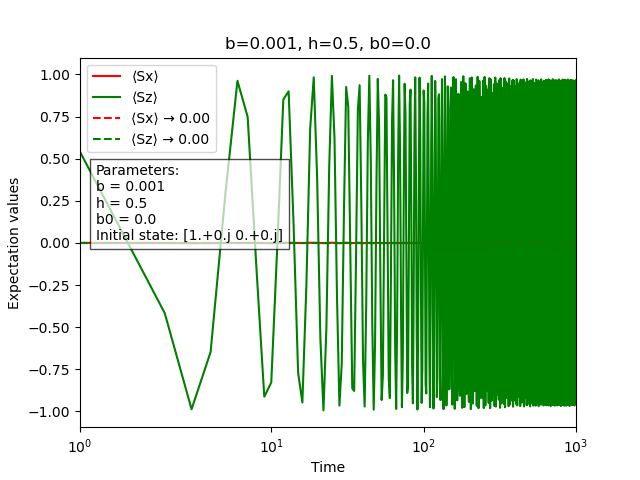 b=0.001, h=0.5, b0=0.0
1.00
0.75
0.50
0.25
0.00
−0.25
−0.50
−0.75
−1.00
Expectation values
⟨Sx⟩
⟨Sz⟩
⟨Sx⟩ → 0.00
⟨Sz⟩ → 0.00
Parameters:
b = 0.001
h = 0.5
b0 = 0.0
Initial state: [1.+0.j 0.+0.j]
10⁰ 10¹ 10² 10³
Time